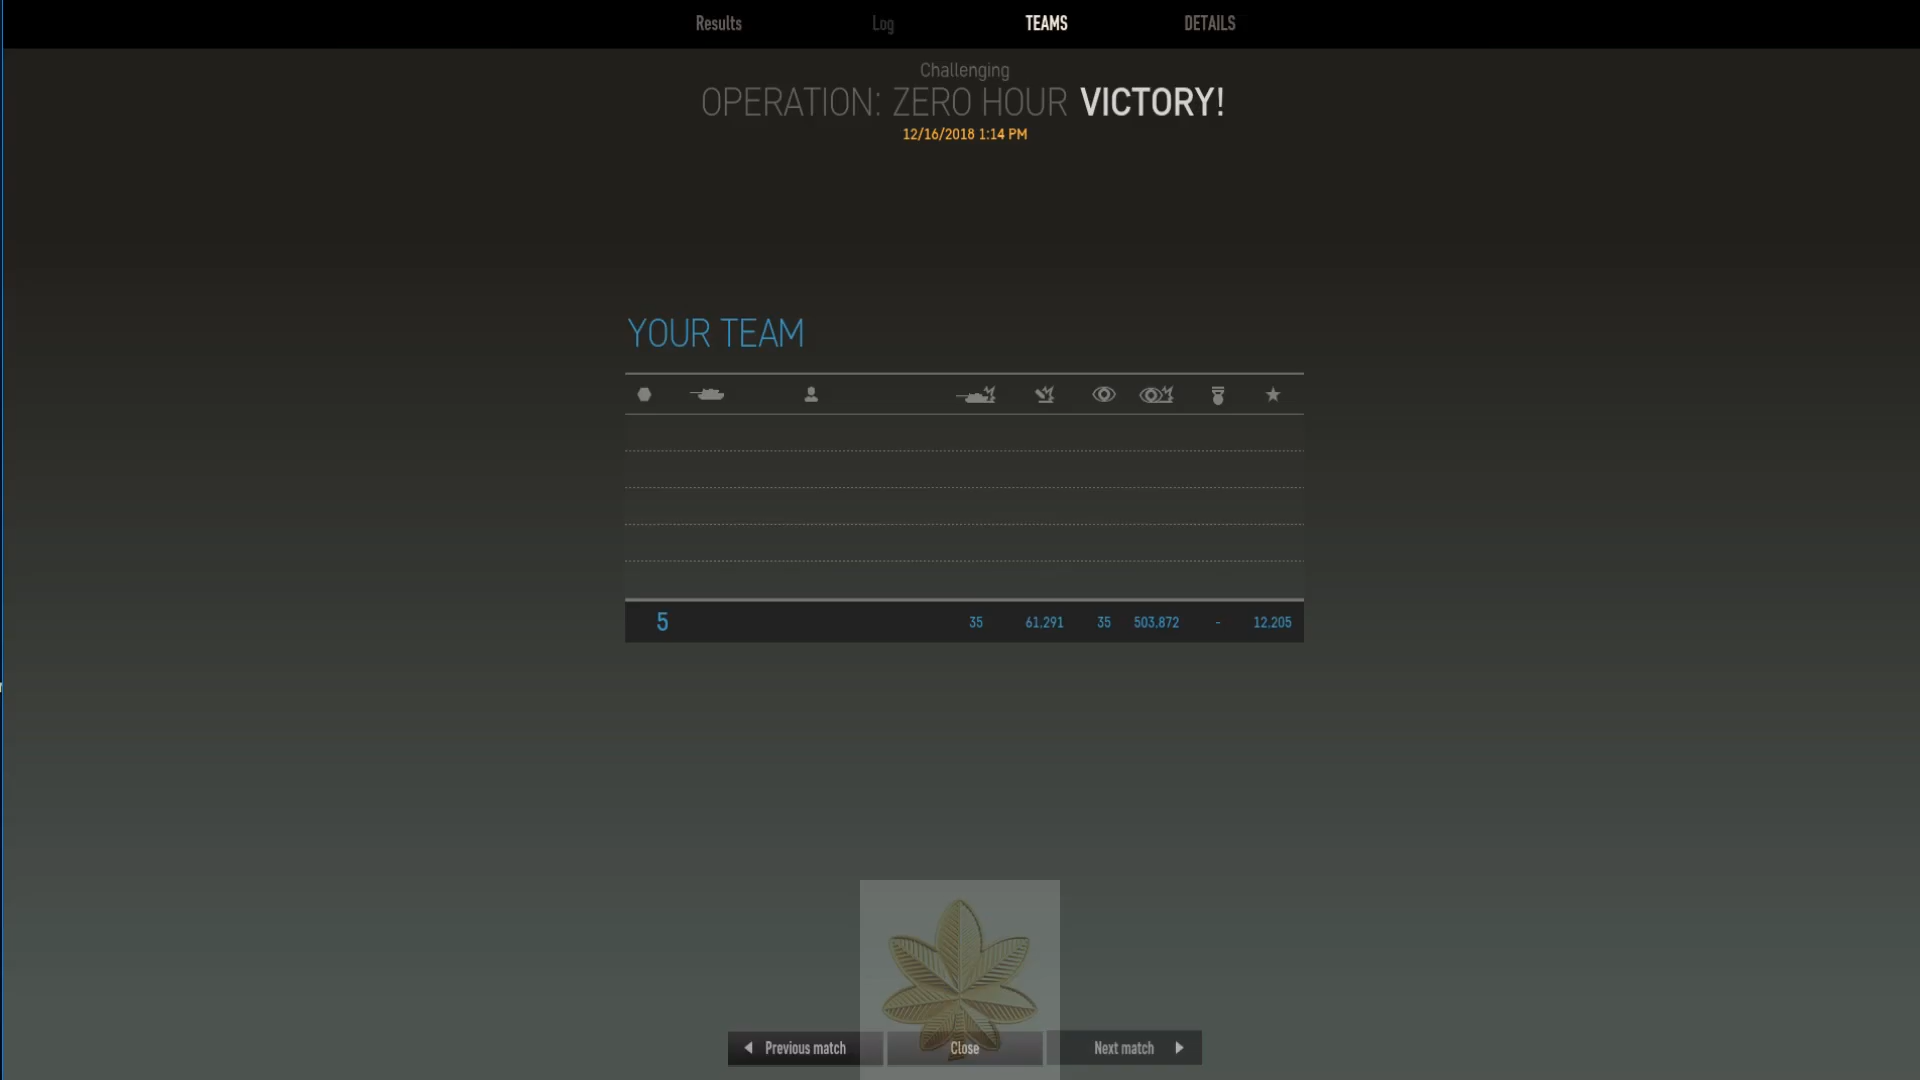 Results Log TEAMS DETAILS
Challenging
OPERATION: ZERO HOUR VICTORY!
12/16/2018 1:14 PM
YOUR TEAM
5 35 61,291 35 503,872 - 12,205
Previous match Close Next match